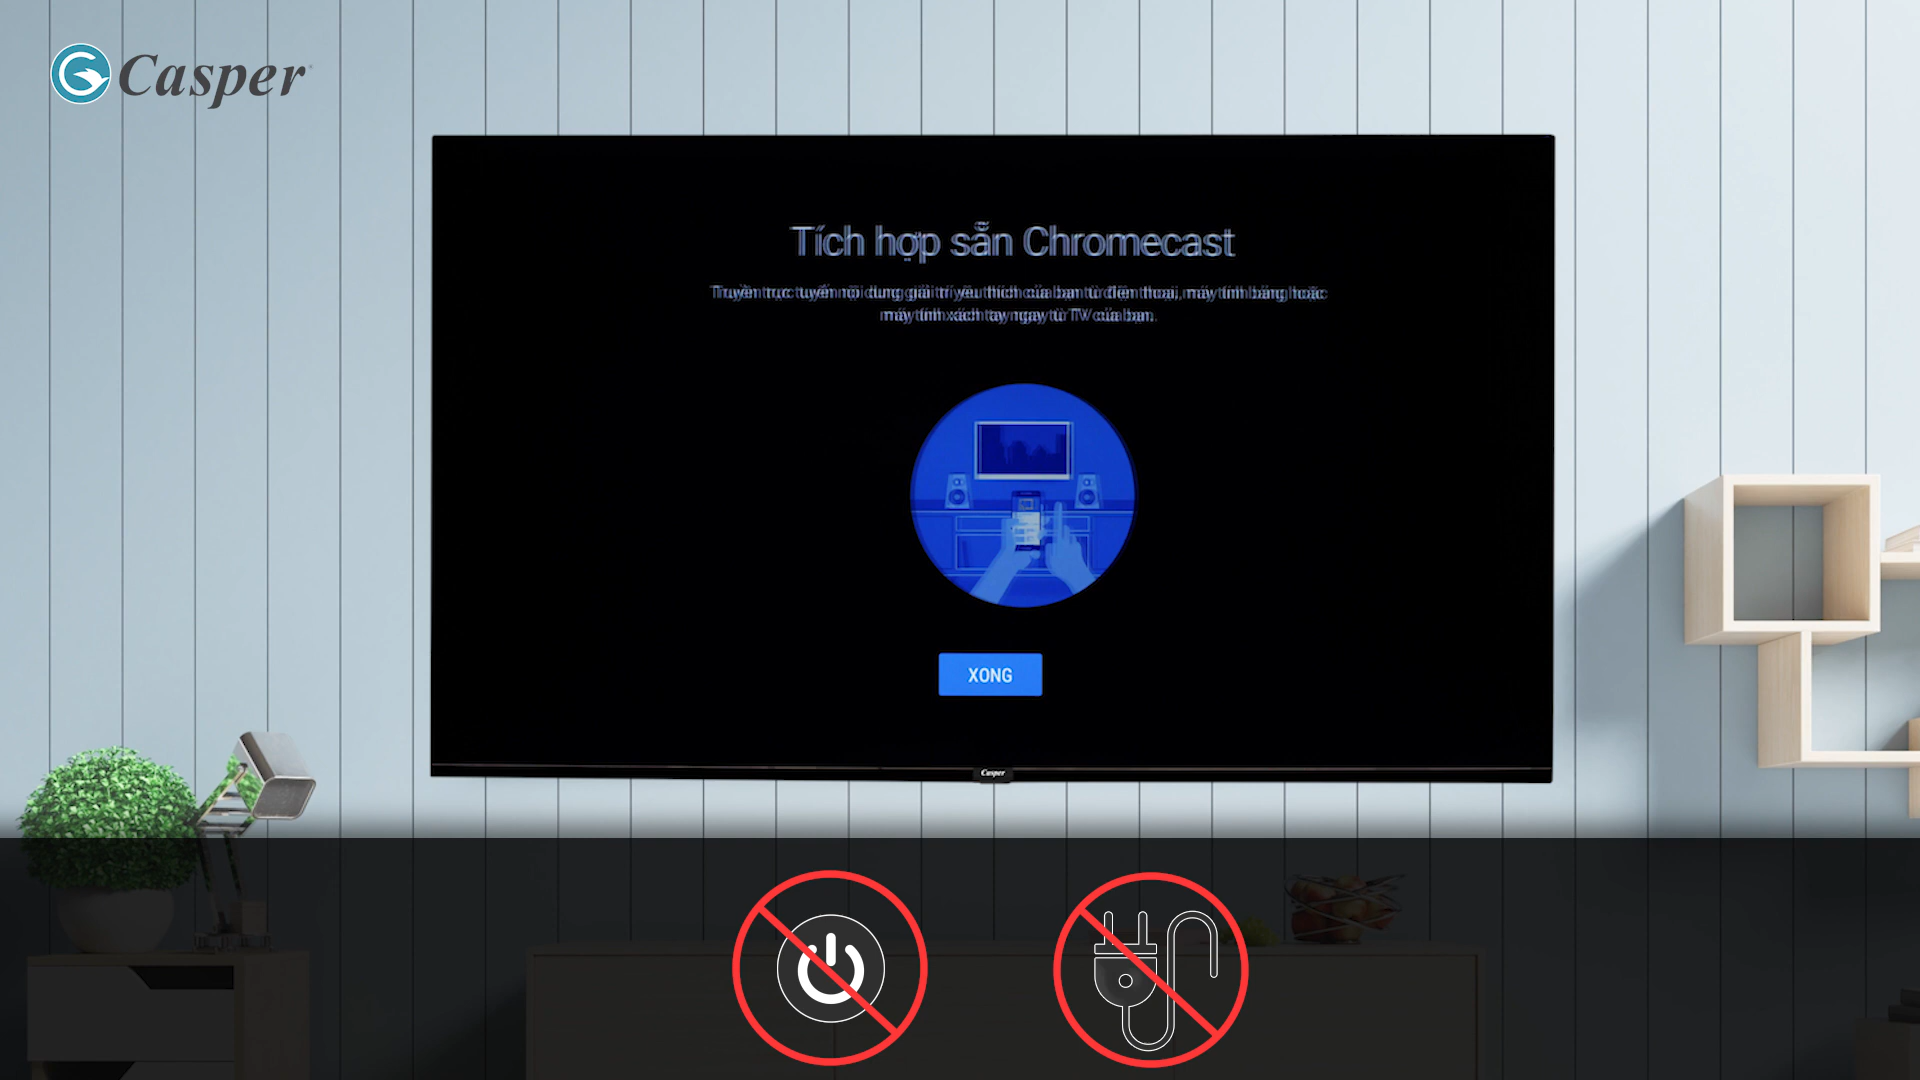 Casper
Tích hợp sẵn Chromecast
Truyền trực tuyến nội dung giải trí yêu thích của bạn từ điện thoại, máy tính bảng hoặc
máy tính xách tay ngay từ TV của bạn.
XONG
Casper